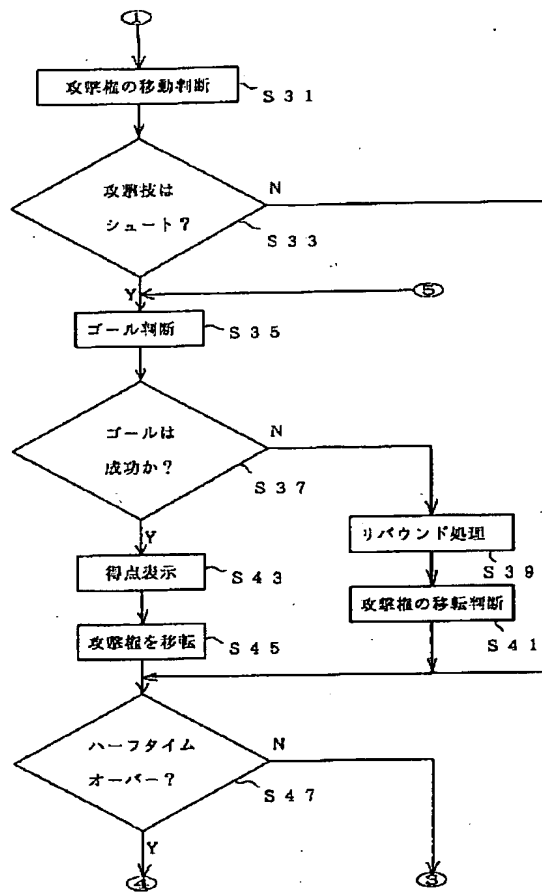 1
攻撃権の移動判断
S31
攻撃技は
シュート?
N
S33
Y
5
ゴール判断
S35
ゴールは
成功か?
N
S37
Y
リバウンド処理
S39
得点表示
S43
攻撃権の移転判断
S41
攻撃権を移転
S45
ハーフタイム
オーバー?
N
S47
Y
4
3